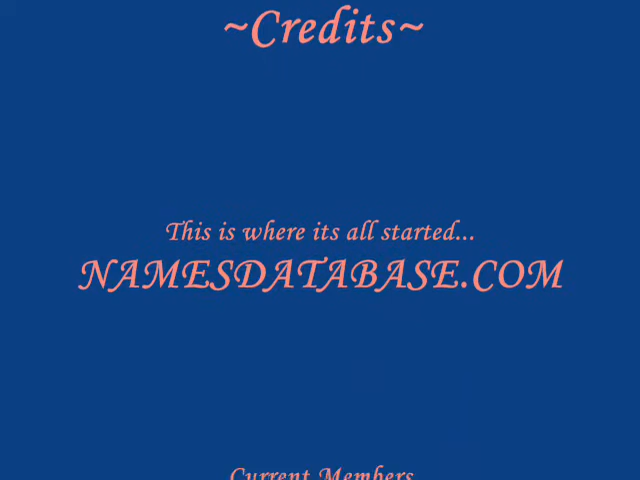 ~Credits~
This is where its all started...
NAMESDATABASE.COM
Current Members